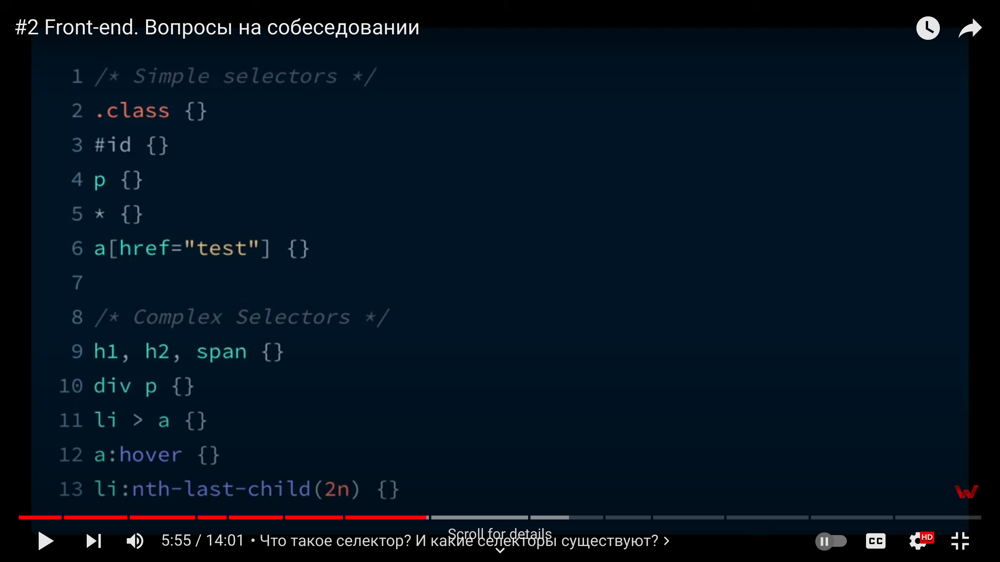 #2 Front-end. Вопросы на собеседовании
1 /* Simple selectors */
2 .class {}
3 #id {}
4 p {}
5 * {}
6 a[href="test"] {}
7
8 /* Complex Selectors */
9 h1, h2, span {}
10 div p {}
11 li > a {}
12 a:hover {}
13 li:nth-last-child(2n) {}
W
Scroll for details
5:55 / 14:01 • Что такое селектор? И какие селекторы существуют? >
CC
HD